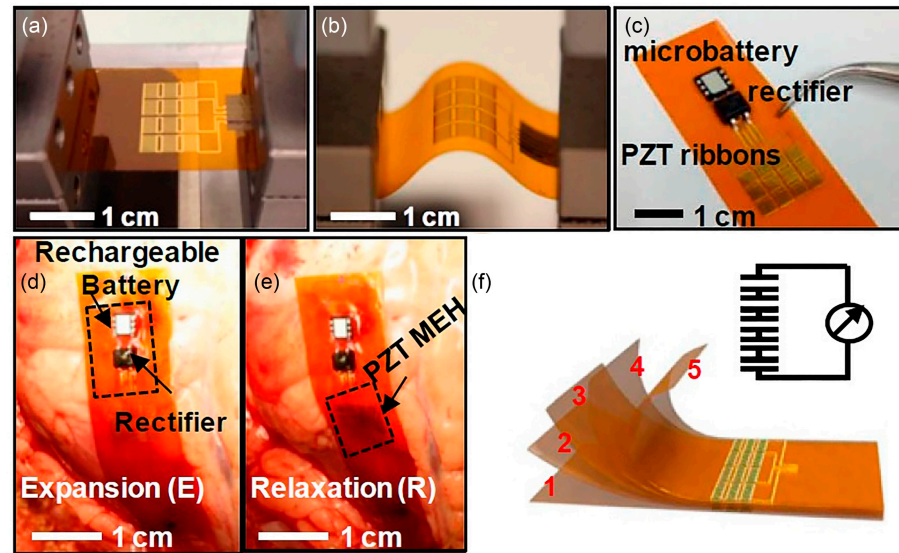 (a)
1 cm
(b)
1 cm
(c)
microbattery
rectifier
PZT ribbons
1 cm
(d)
Rechargeable
Battery
Rectifier
Expansion (E)
1 cm
(e)
PZT MEH
Relaxation (R)
1 cm
(f)
1
2
3
4
5